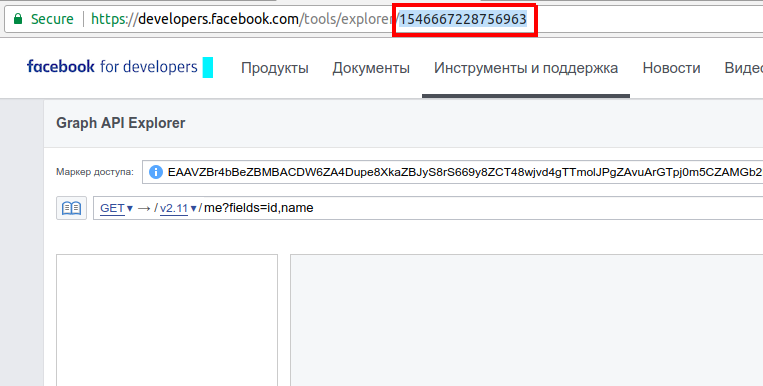 Secure https://developers.facebook.com/tools/explorer/1546667228756963
facebook for developers Продукты Документы Инструменты и поддержка Новости Видео
Graph API Explorer
Маркер доступа: EAAVZBr4bBeZBMBACDW6ZA4Dupe8XkaZBJyS8rS669y8ZCT48wjvd4gTTmolJPgZAvuArGTpj0m5CZAMGb2
GET → / v2.11 / me?fields=id,name